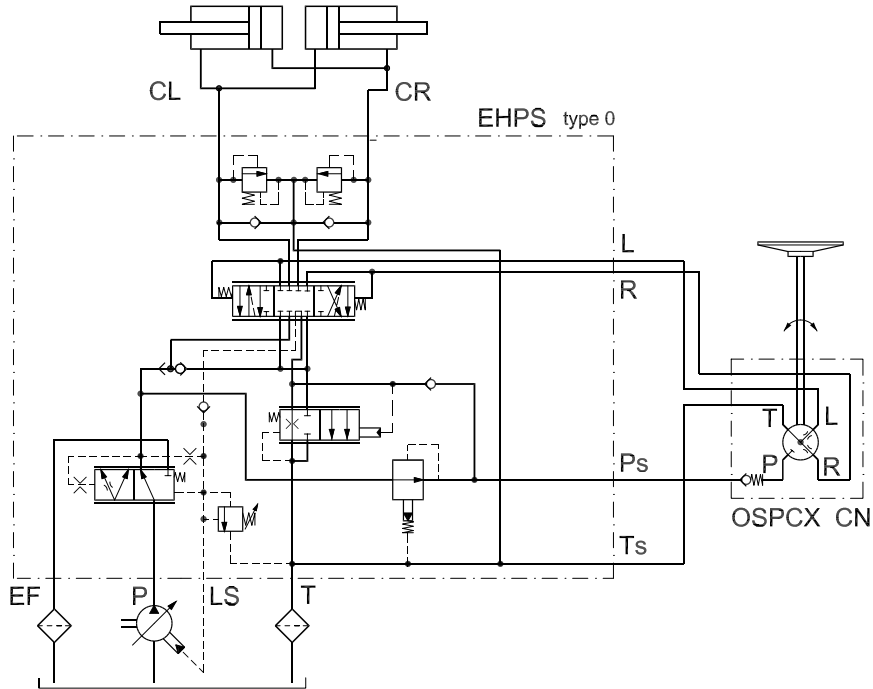 CL CR
EHPS type 0
L
R
T L
P R
Ps
OSPCX CN
Ts
EF P LS T